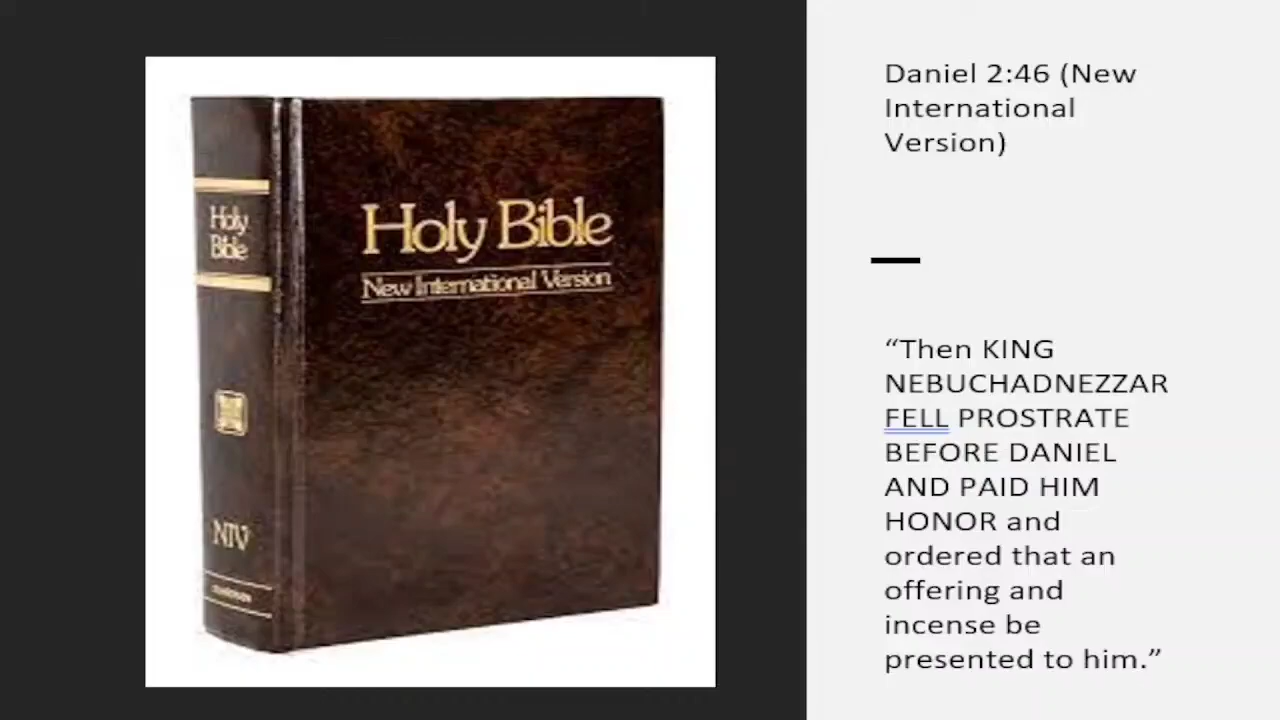 Holy
Bible
NIV
Holy Bible
New International Version
Daniel 2:46 (New
International
Version)
“Then KING
NEBUCHADNEZZAR
FELL PROSTRATE
BEFORE DANIEL
AND PAID HIM
HONOR and
ordered that an
offering and
incense be
presented to him.”